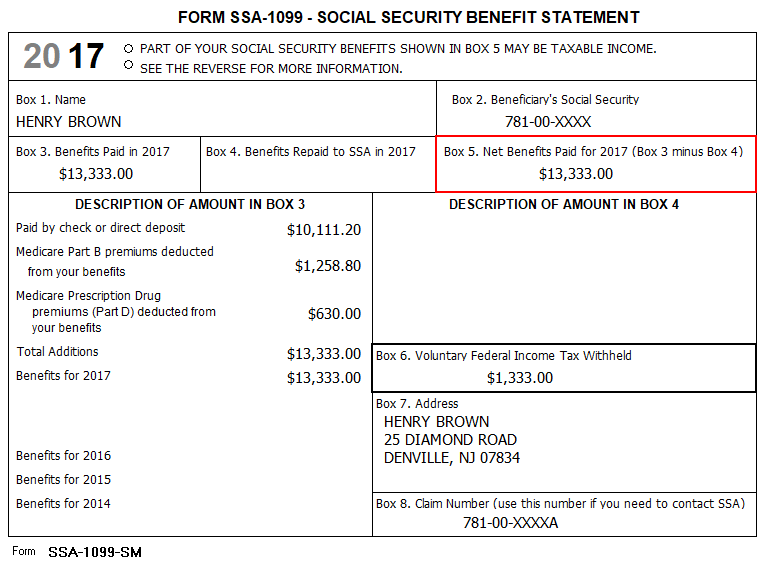 FORM SSA-1099 - SOCIAL SECURITY BENEFIT STATEMENT
2017
PART OF YOUR SOCIAL SECURITY BENEFITS SHOWN IN BOX 5 MAY BE TAXABLE INCOME.
SEE THE REVERSE FOR MORE INFORMATION.
Box 1. Name
HENRY BROWN
Box 2. Beneficiary's Social Security
781-00-XXXX
Box 3. Benefits Paid in 2017
$13,333.00
Box 4. Benefits Repaid to SSA in 2017
Box 5. Net Benefits Paid for 2017 (Box 3 minus Box 4)
$13,333.00
DESCRIPTION OF AMOUNT IN BOX 3
Paid by check or direct deposit $10,111.20
Medicare Part B premiums deducted
from your benefits $1,258.80
Medicare Prescription Drug
premiums (Part D) deducted from $630.00
your benefits
Total Additions $13,333.00
Benefits for 2017 $13,333.00
Benefits for 2016
Benefits for 2015
Benefits for 2014
DESCRIPTION OF AMOUNT IN BOX 4
Box 6. Voluntary Federal Income Tax Withheld
$1,333.00
Box 7. Address
HENRY BROWN
25 DIAMOND ROAD
DENVILLE, NJ 07834
Box 8. Claim Number (use this number if you need to contact SSA)
781-00-XXXXA
Form SSA-1099-SM